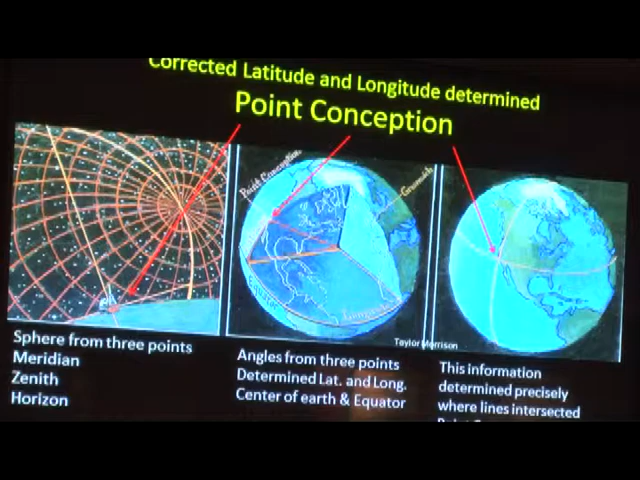 Corrected Latitude and Longitude determined
Point Conception
Point Conception
Greenwich
Equator
Sphere from three points
Meridian
Zenith
Horizon
Taylor Morrison
Angles from three points
Determined Lat. and Long.
Center of earth & Equator
This information
determined precisely
where lines intersected